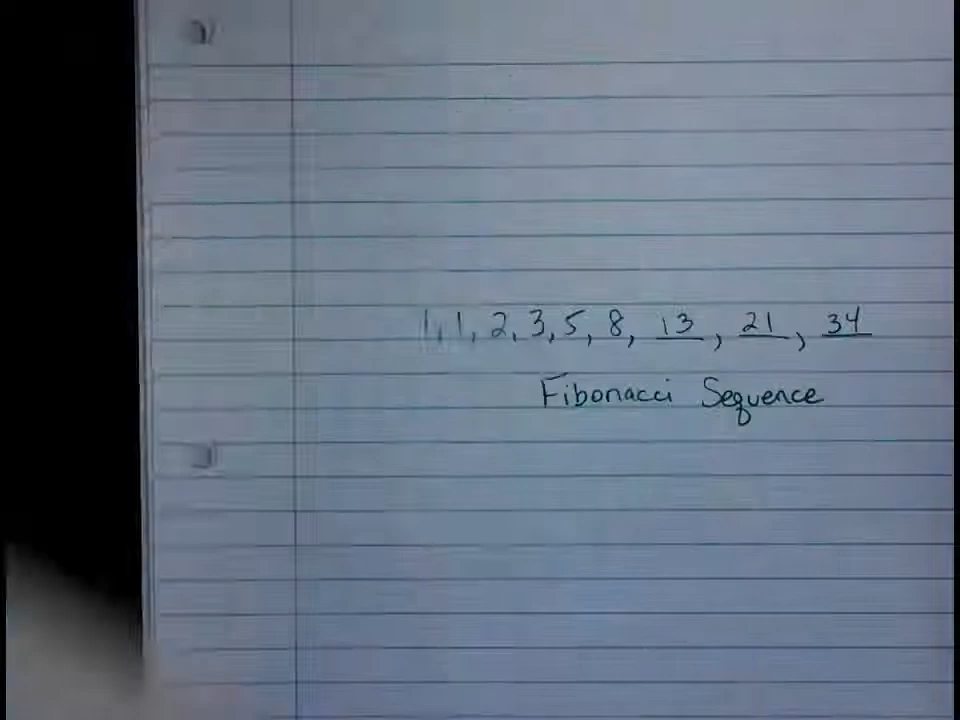 1, 1, 2, 3, 5, 8, 13, 21, 34
Fibonacci Sequence